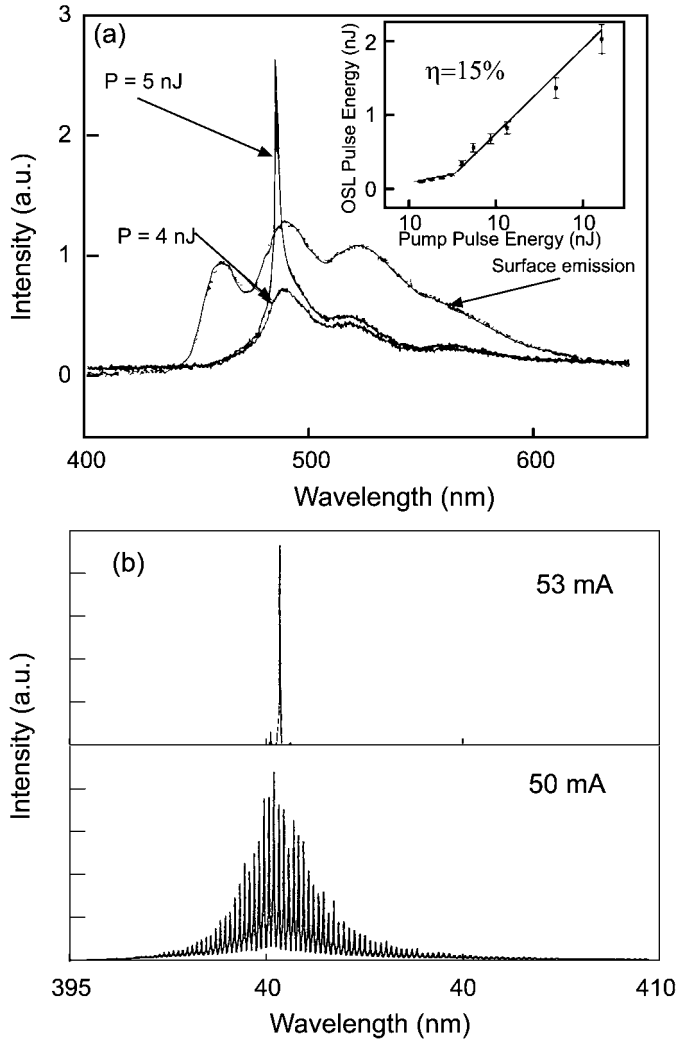 (a)
3
2
1
0
Intensity (a.u.)
P = 5 nJ
P = 4 nJ
Surface emission
400
500
600
Wavelength (nm)
η=15%
2
1
0
OSL Pulse Energy (nJ)
10
10
10
Pump Pulse Energy (nJ)
(b)
53 mA
50 mA
Intensity (a.u.)
395
40
40
410
Wavelength (nm)